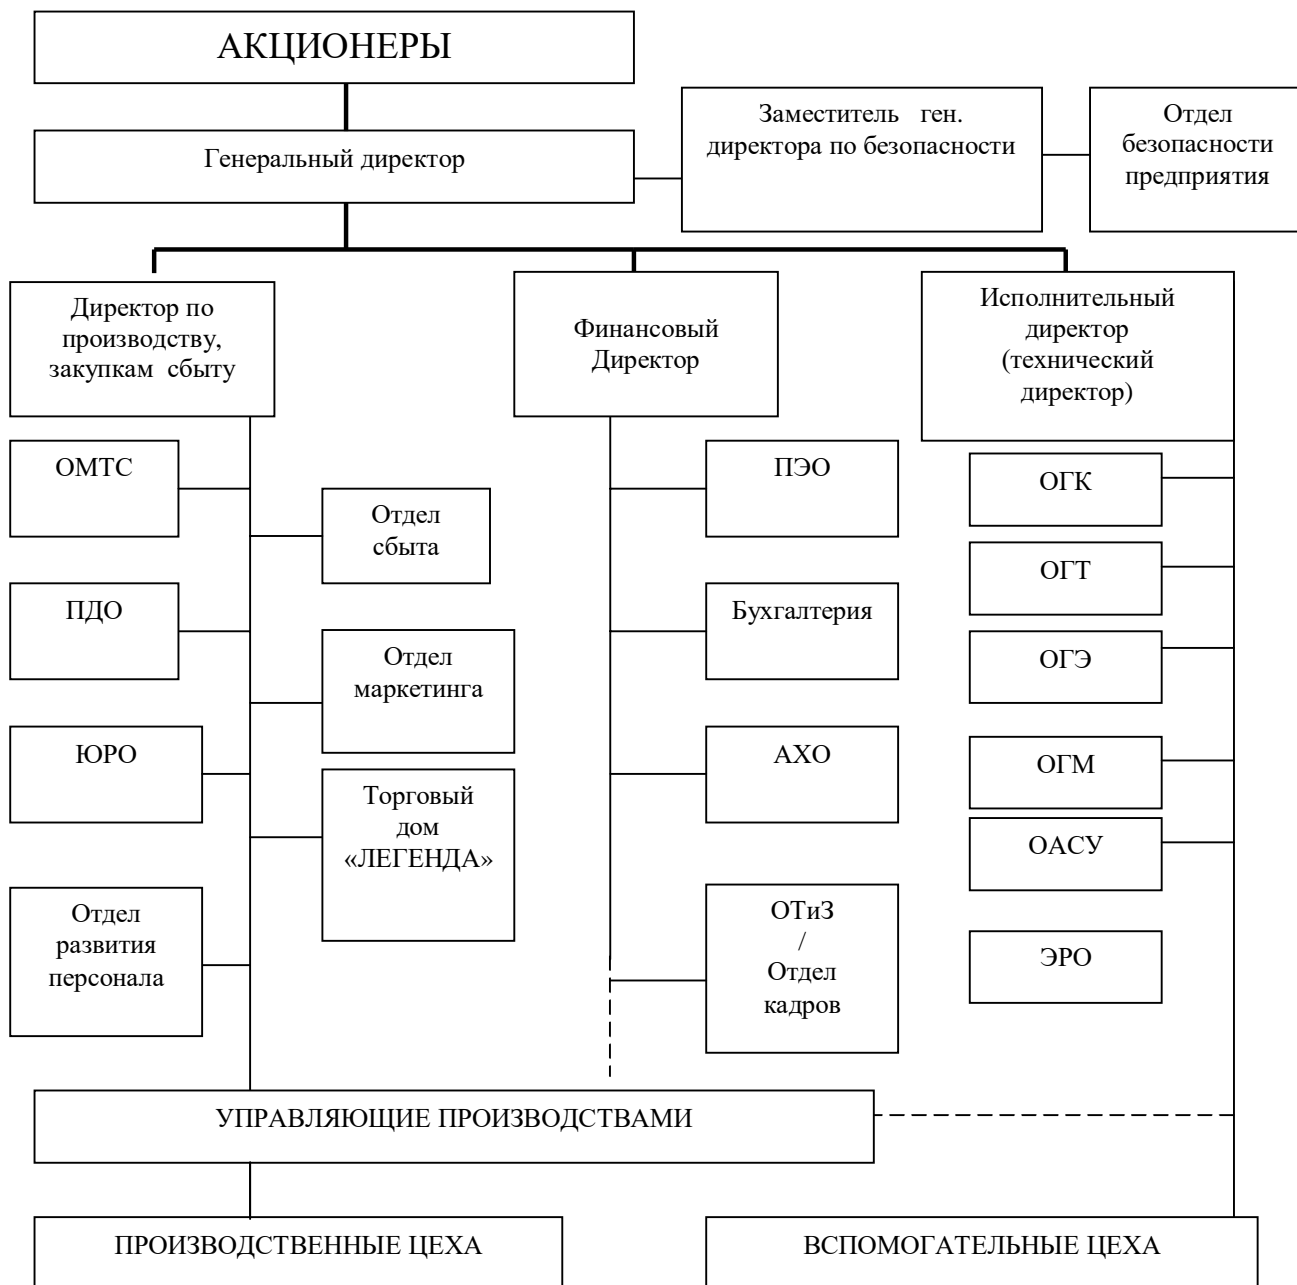 АКЦИОНЕРЫ
Генеральный директор
Заместитель ген.
директора по безопасности
Отдел
безопасности
предприятия
Директор по
производству,
закупкам сбыту
Финансовый
Директор
Исполнительный
директор
(технический
директор)
ОМТС
ПДО
ЮРО
Отдел
развития
персонала
Отдел
сбыта
Отдел
маркетинга
Торговый
дом
«ЛЕГЕНДА»
ПЭО
Бухгалтерия
АХО
ОТиЗ
/
Отдел
кадров
ОГК
ОГТ
ОГЭ
ОГМ
ОАСУ
ЭРО
УПРАВЛЯЮЩИЕ ПРОИЗВОДСТВАМИ
ПРОИЗВОДСТВЕННЫЕ ЦЕХА
ВСПОМОГАТЕЛЬНЫЕ ЦЕХА